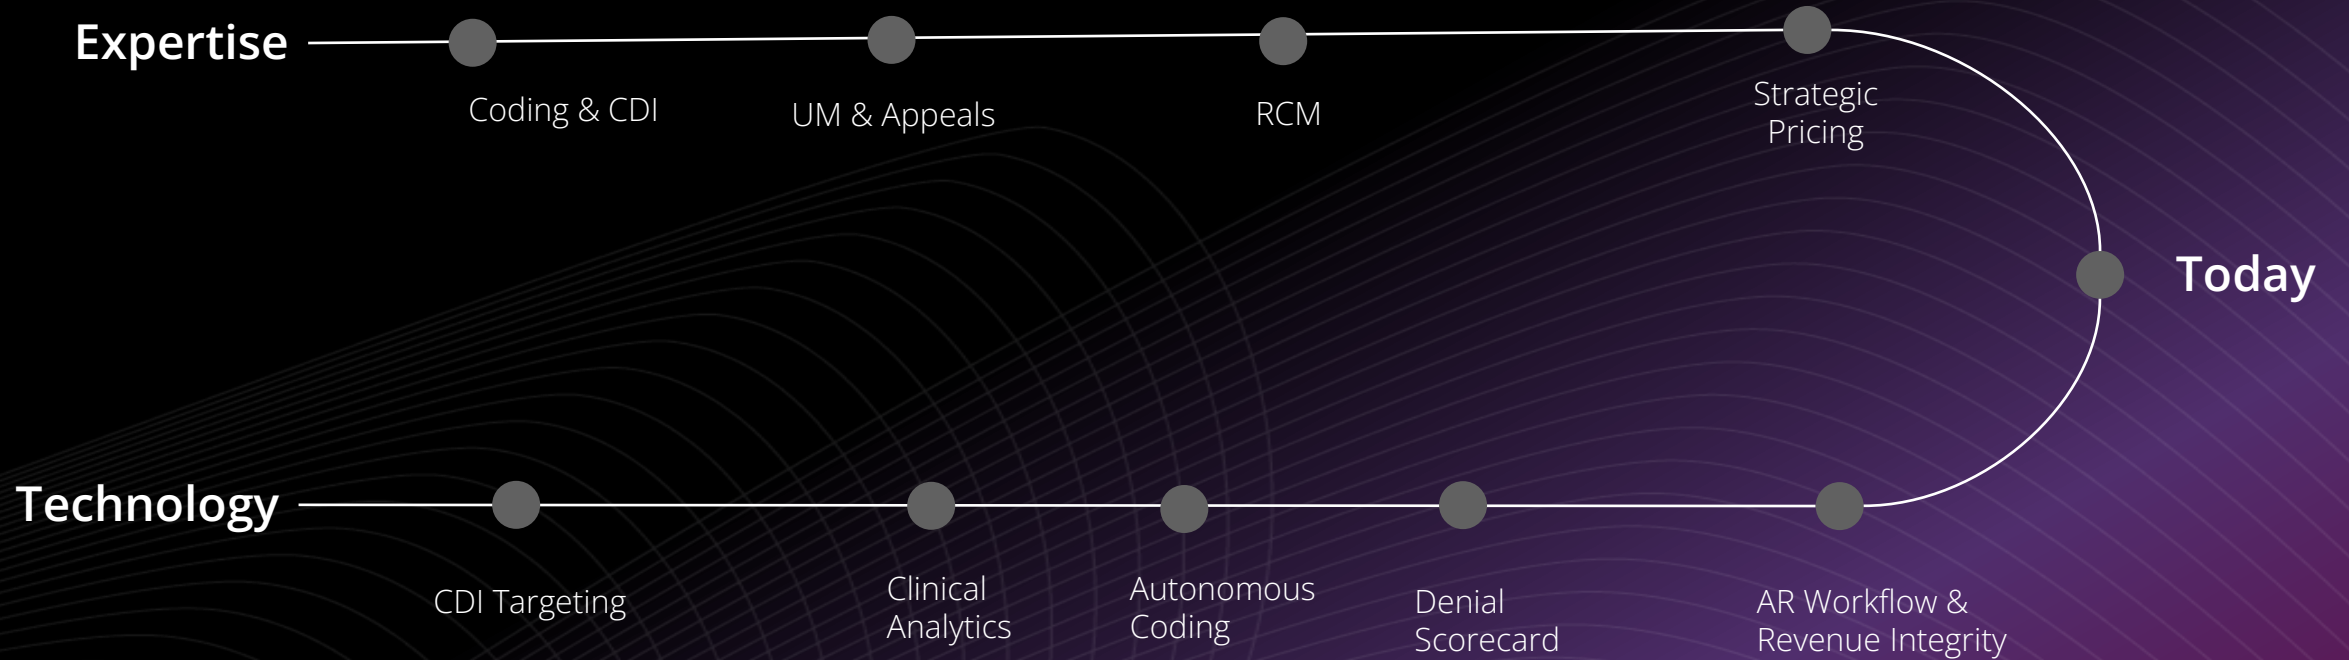 Expertise
Coding & CDI
UM & Appeals
RCM
Strategic
Pricing
Today
Technology
CDI Targeting
Clinical
Analytics
Autonomous
Coding
Denial
Scorecard
AR Workflow &
Revenue Integrity